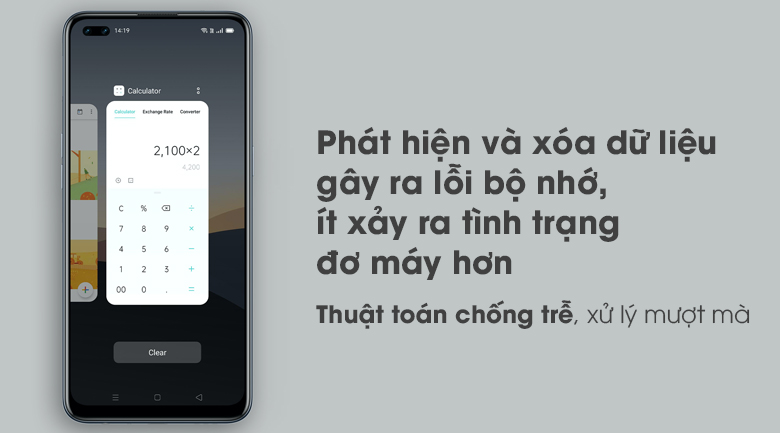 14:19
Calculator
Calculator Exchange Rate Converter
2,100×2
4,200
C % ÷
7 8 9 ×
4 5 6 −
1 2 3 +
00 0 . =
Clear
Phát hiện và xóa dữ liệu
gây ra lỗi bộ nhớ,
ít xảy ra tình trạng
đơ máy hơn
Thuật toán chống trễ, xử lý mượt mà